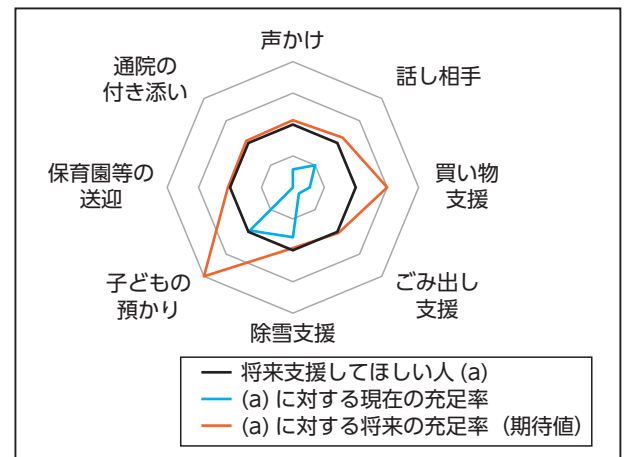 声かけ
話し相手
買い物
支援
ごみ出し
支援
除雪支援
子どもの
預かり
保育園等の
送迎
通院の
付き添い
将来支援してほしい人 (a)
(a) に対する現在の充足率
(a) に対する将来の充足率（期待値）